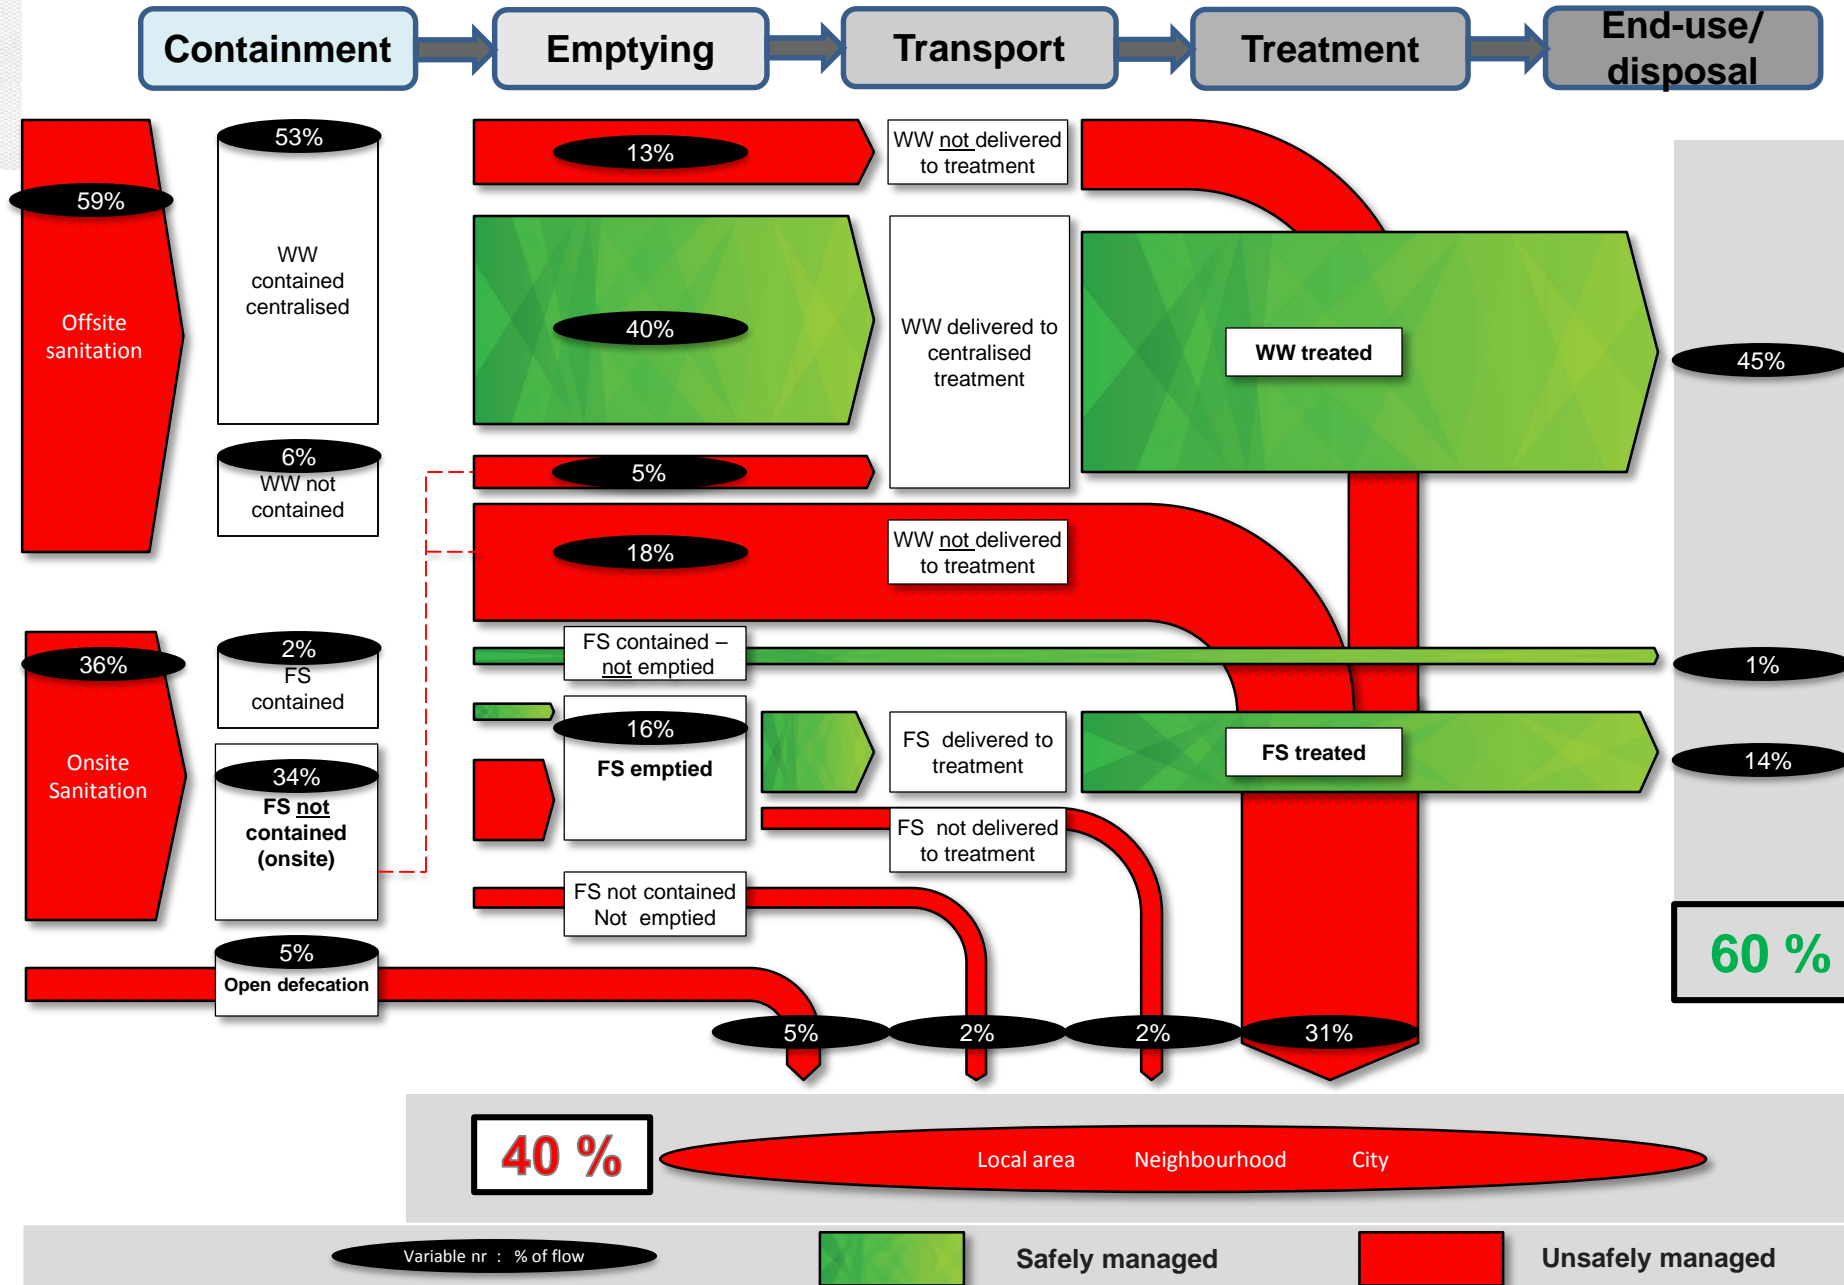 Containment
Emptying
Transport
Treatment
End-use/
disposal
59%
Offsite
sanitation
53%
WW
contained
centralised
6%
WW not
contained
13%
WW not delivered
to treatment
40%
WW delivered to
centralised
treatment
WW treated
45%
5%
18%
WW not delivered
to treatment
36%
Onsite
Sanitation
2%
FS
contained
34%
FS not
contained
(onsite)
FS contained –
not emptied
1%
16%
FS emptied
FS delivered to
treatment
FS treated
14%
FS not delivered
to treatment
FS not contained
Not emptied
5%
Open defecation
5%
2%
2%
31%
60 %
40 %
Local area
Neighbourhood
City
Variable nr : % of flow
Safely managed
Unsafely managed